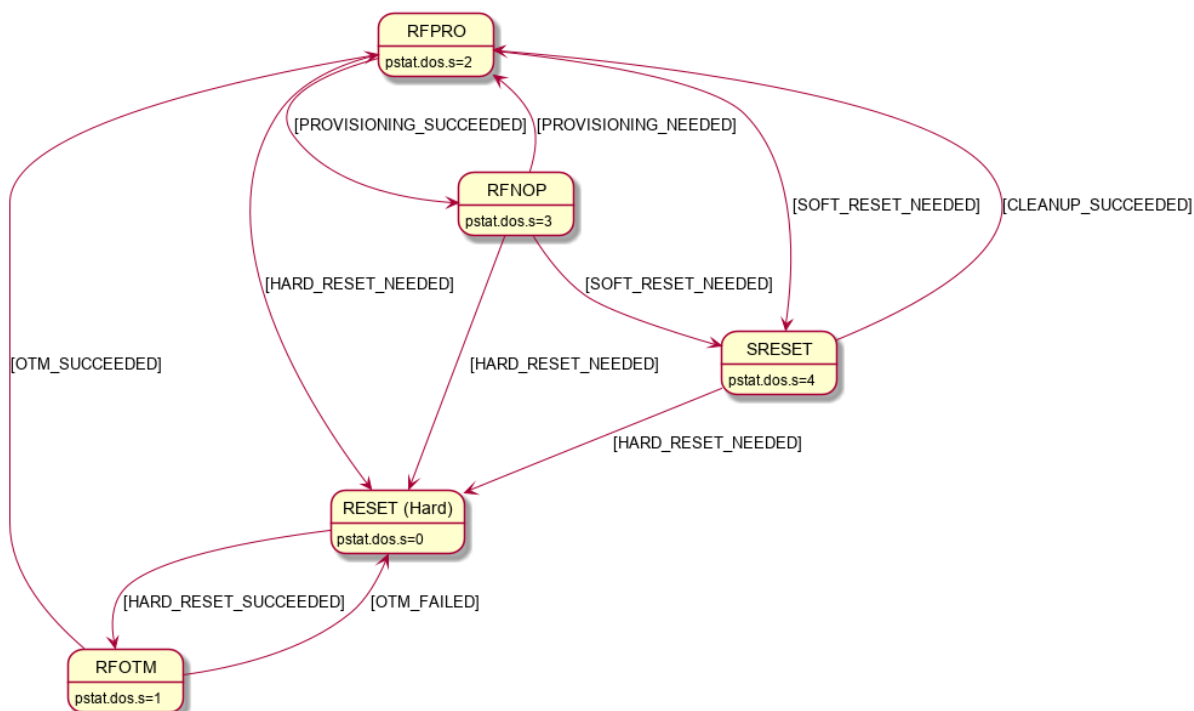 RFPRO
pstat.dos.s=2
[PROVISIONING_SUCCEEDED]
[PROVISIONING_NEEDED]
RFNOP
pstat.dos.s=3
[SOFT_RESET_NEEDED]
[CLEANUP_SUCCEEDED]
[HARD_RESET_NEEDED]
[SOFT_RESET_NEEDED]
SRESET
pstat.dos.s=4
[OTM_SUCCEEDED]
[HARD_RESET_NEEDED]
[HARD_RESET_NEEDED]
RESET (Hard)
pstat.dos.s=0
[HARD_RESET_SUCCEEDED]
[OTM_FAILED]
RFOTM
pstat.dos.s=1